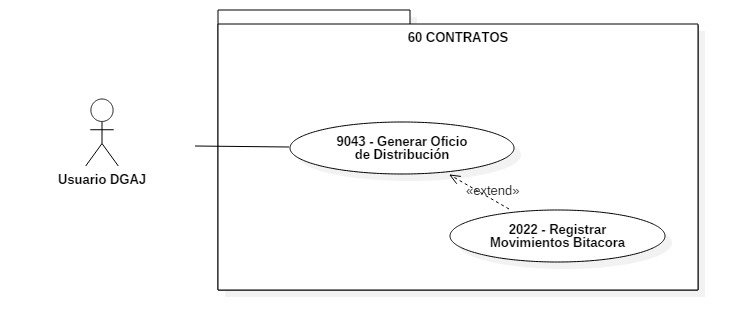 60 CONTRATOS
9043 - Generar Oficio
de Distribución
Usuario DGAJ
«extend»
2022 - Registrar
Movimientos Bitacora